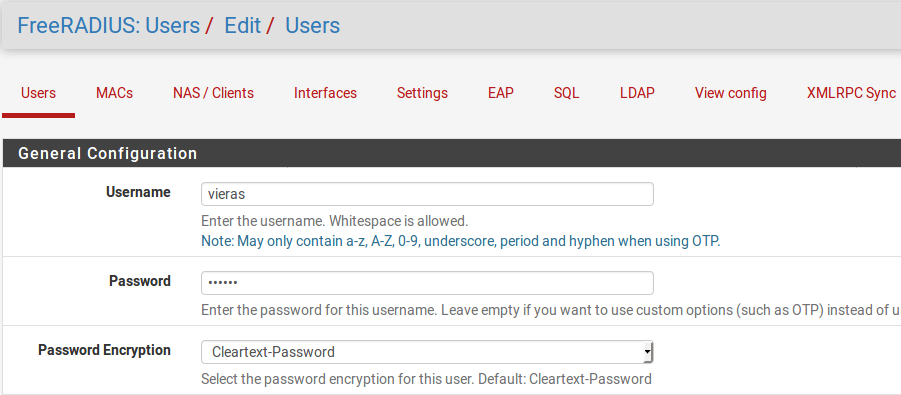 FreeRADIUS: Users / Edit / Users
Users MACs NAS / Clients Interfaces Settings EAP SQL LDAP View config XMLRPC Sync
General Configuration
Username vieras
Enter the username. Whitespace is allowed.
Note: May only contain a-z, A-Z, 0-9, underscore, period and hyphen when using OTP.
Password ••••••
Enter the password for this username. Leave empty if you want to use custom options (such as OTP) instead of u
Password Encryption Cleartext-Password
Select the password encryption for this user. Default: Cleartext-Password